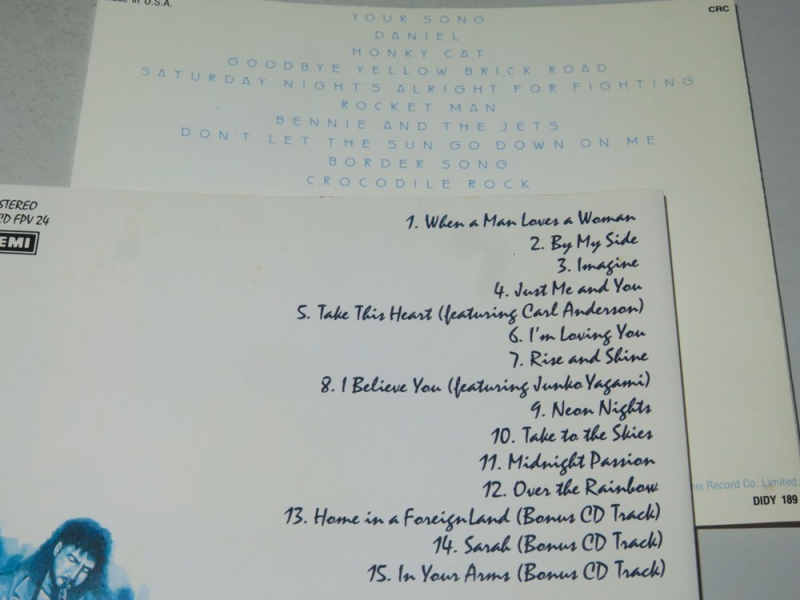 Made in U.S.A.
CRC
YOUR SONG
DANIEL
HONKY CAT
GOODBYE YELLOW BRICK ROAD
SATURDAY NIGHT'S ALRIGHT FOR FIGHTING
ROCKET MAN
BENNIE AND THE JETS
DON'T LET THE SUN GO DOWN ON ME
BORDER SONG
CROCODILE ROCK
STEREO
CD FPV 24
EMI
1. When a Man Loves a Woman
2. By My Side
3. Imagine
4. Just Me and You
5. Take This Heart (featuring Carl Anderson)
6. I'm Loving You
7. Rise and Shine
8. I Believe You (featuring Junko Yagami)
9. Neon Nights
10. Take to the Skies
11. Midnight Passion
12. Over the Rainbow
13. Home in a Foreign Land (Bonus CD Track)
14. Sarah (Bonus CD Track)
15. In Your Arms (Bonus CD Track)
Record Co. Limited.
DIDY 189